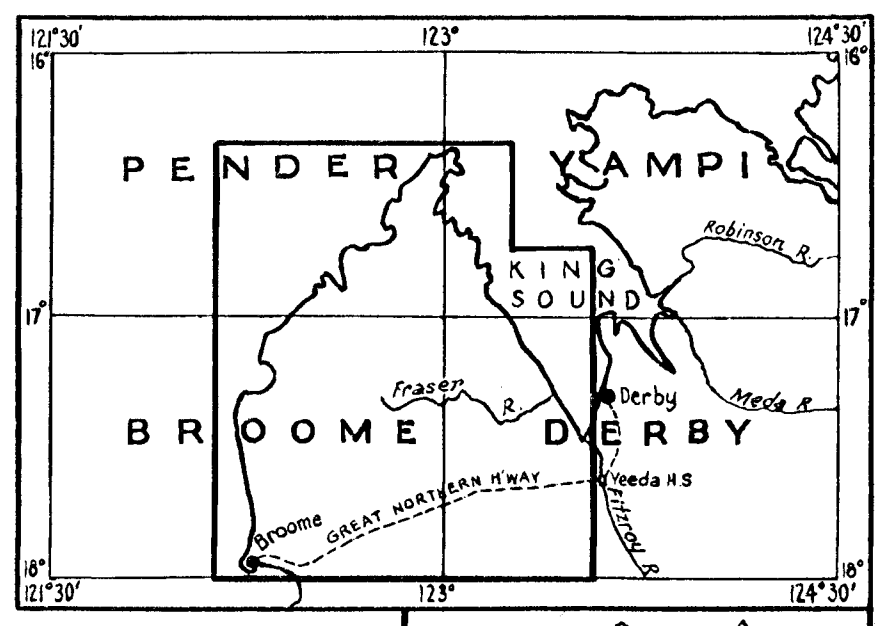 121°30' 123° 124°30'
16° 16°
PENDER YAMPI
Robinson R.
KING
SOUND
17° 17°
Fraser R.
Derby
Meda R
BROOME DERBY
Yeeda H.S
GREAT NORTHERN H'WAY
Fitzroy R.
Broome
18° 18°
121°30' 123° 124°30'